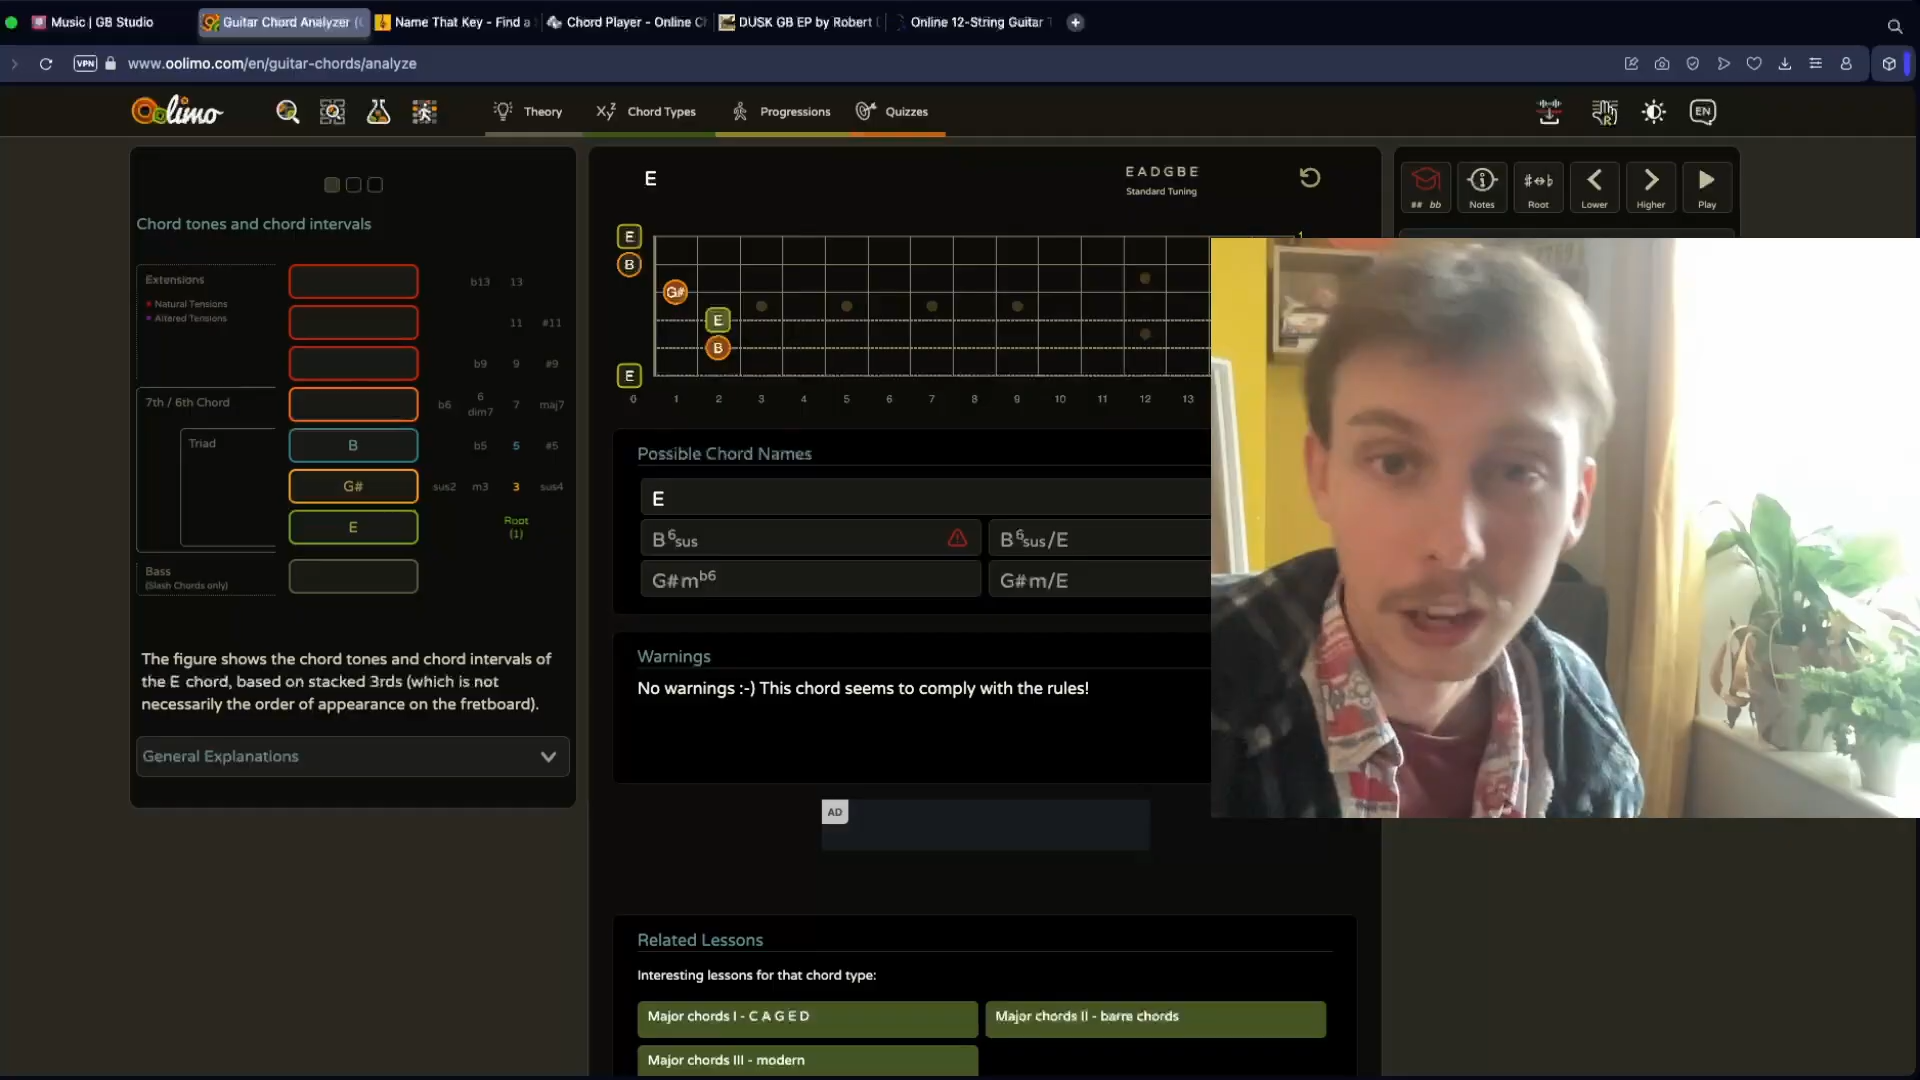 Music | GB Studio
Guitar Chord Analyzer (
Name That Key - Find a
Chord Player - Online Ch
DUSK GB EP by Robert
Online 12-String Guitar
VPN www.oolimo.com/en/guitar-chords/analyze
Oolimo
Theory
Chord Types
Progressions
Quizzes
EN
Chord tones and chord intervals
Extensions
Natural Tensions
Altered Tensions
b13 13
11 #11
b9 9 #9
7th / 6th Chord
b6 6 dim7 7 maj7
Triad
B
b5 5 #5
G#
sus2 m3 3 sus4
E
Root
(1)
Bass
(Slash Chords only)
The figure shows the chord tones and chord intervals of
the E chord, based on stacked 3rds (which is not
necessarily the order of appearance on the fretboard).
General Explanations
E
E A D G B E
Standard Tuning
E
B
G#
E
B
E
1
0 1 2 3 4 5 6 7 8 9 10 11 12 13
Possible Chord Names
E
B6sus
B6sus/E
G#mb6
G#m/E
Warnings
No warnings :-) This chord seems to comply with the rules!
AD
Related Lessons
Interesting lessons for that chord type:
Major chords I - C A G E D
Major chords II - barre chords
Major chords III - modern
## bb
Notes
#⇔b
Root
Lower
Higher
Play